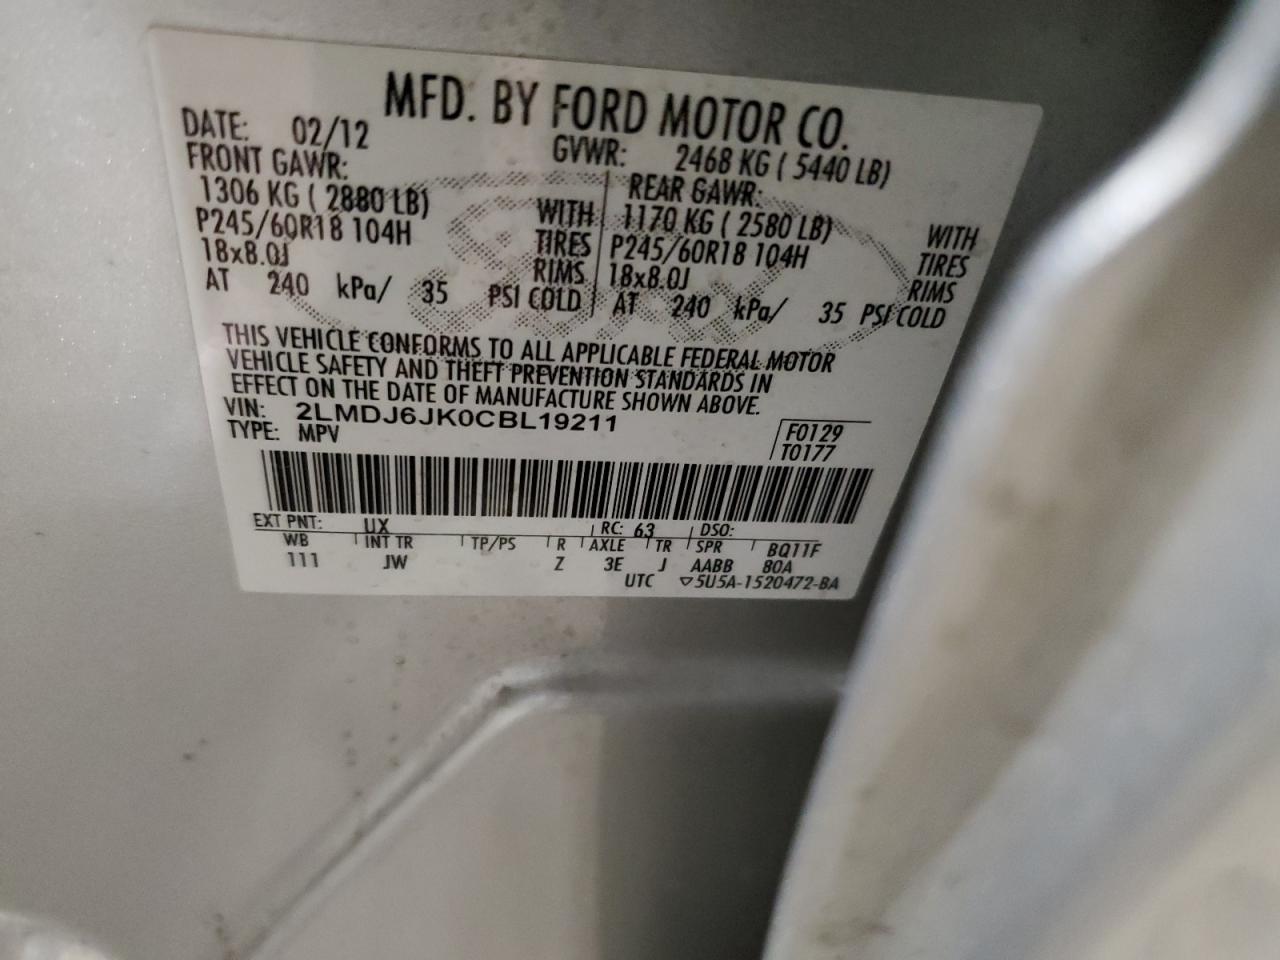 MFD. BY FORD MOTOR CO.
DATE: 02/12 GVWR: 2468 KG ( 5440 LB)
FRONT GAWR: REAR GAWR:
1306 KG ( 2880 LB) WITH 1170 KG ( 2580 LB) WITH
P245/60R18 104H TIRES P245/60R18 104H TIRES
18x8.0J RIMS 18x8.0J RIMS
AT 240 kPa/ 35 PSI COLD AT 240 kPa/ 35 PSI COLD
THIS VEHICLE CONFORMS TO ALL APPLICABLE FEDERAL MOTOR
VEHICLE SAFETY AND THEFT PREVENTION STANDARDS IN
EFFECT ON THE DATE OF MANUFACTURE SHOWN ABOVE.
VIN: 2LMDJ6JK0CBL19211 F0129
TYPE: MPV T0177
EXT PNT: UX RC: 63 DSO:
WB INT TR TP/PS R AXLE TR SPR BQ11F
111 JW Z 3E J AABB 80A
UTC ▽5U5A-1520472-BA